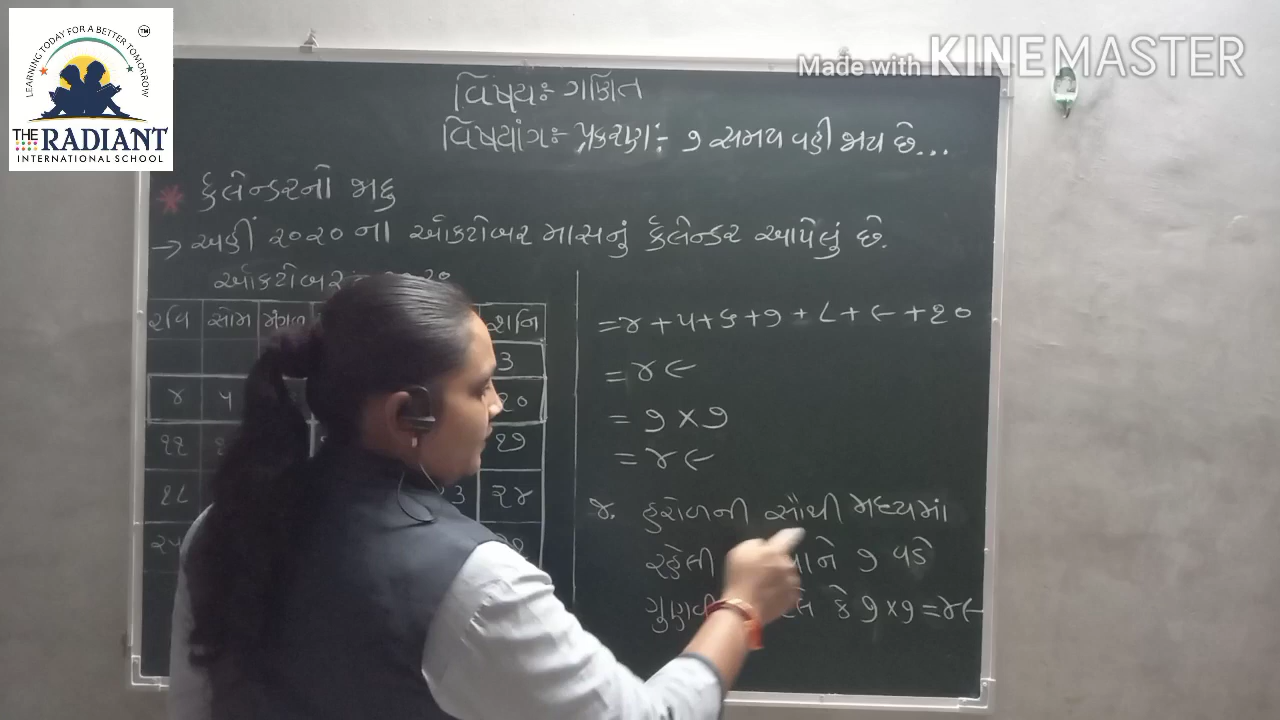 LEARNING TODAY FOR A BETTER TOMORROW
TM
THE RADIANT
INTERNATIONAL SCHOOL
Made with KINEMASTER
વિષયઃ ગણિત
વિષયાંગઃ પ્રકરણઃ ૭ સમય વહી જાય છે...
* કેલેન્ડરનો જાદુ
→ અહીં ૨૦૨૦ ના ઑક્ટોબર માસનું કેલેન્ડર આપેલું છે.
ઑક્ટોબર
રવિ સોમ મંગળ શનિ
૩
૪ ૫ ૧૦
૧૧ ૧૭
૧૮ ૨૪
= ૪ + ૫ + ૬ + ૭ + ૮ + ૯ + ૧૦
= ૪૯
= ૭ × ૭
= ૪૯
૪. હરોળની સૌથી મધ્યમાં
રહેલી ૭ વડે
કે ૭ × ૭ = ૪૯